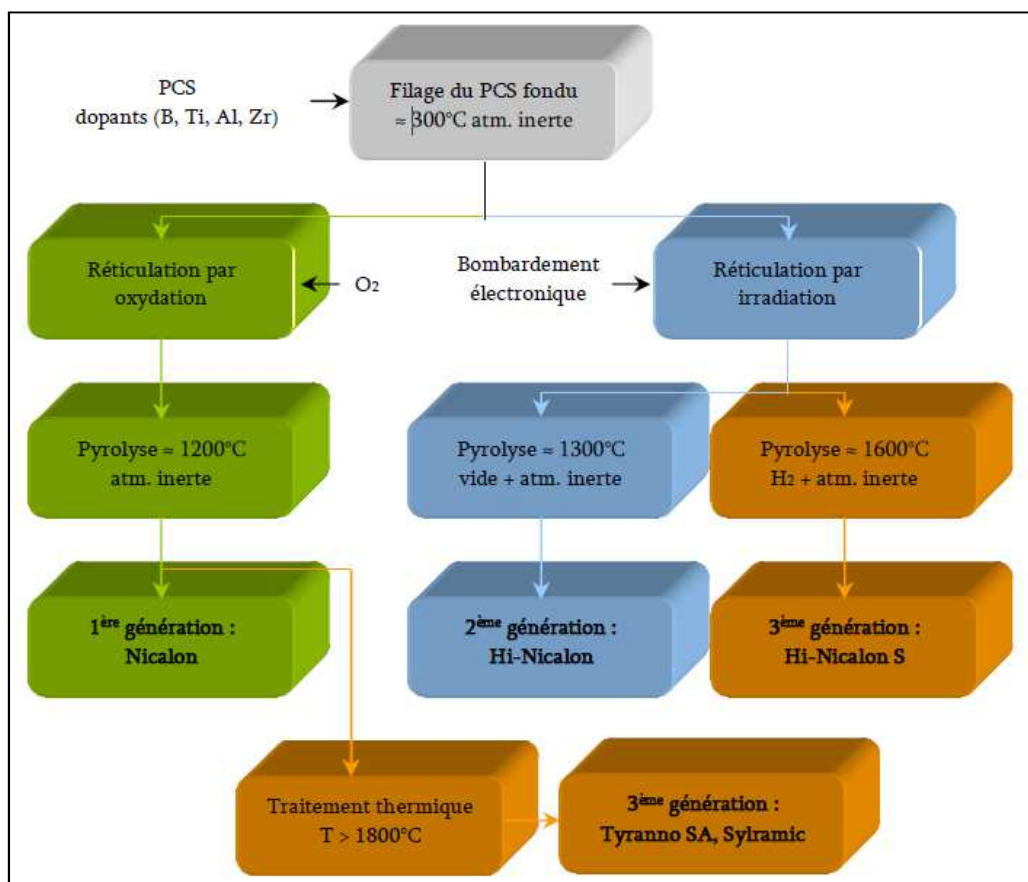 PCS
dopants (B, Ti, Al, Zr)
Filage du PCS fondu
≈ 300°C atm. inerte
Réticulation par
oxydation
O₂
Bombardement
électronique
Réticulation par
irradiation
Pyrolyse ≈ 1200°C
atm. inerte
Pyrolyse ≈ 1300°C
vide + atm. inerte
Pyrolyse ≈ 1600°C
H₂ + atm. inerte
1ère génération :
Nicalon
2ème génération :
Hi-Nicalon
3ème génération :
Hi-Nicalon S
Traitement thermique
T > 1800°C
3ème génération :
Tyranno SA, Sylramic